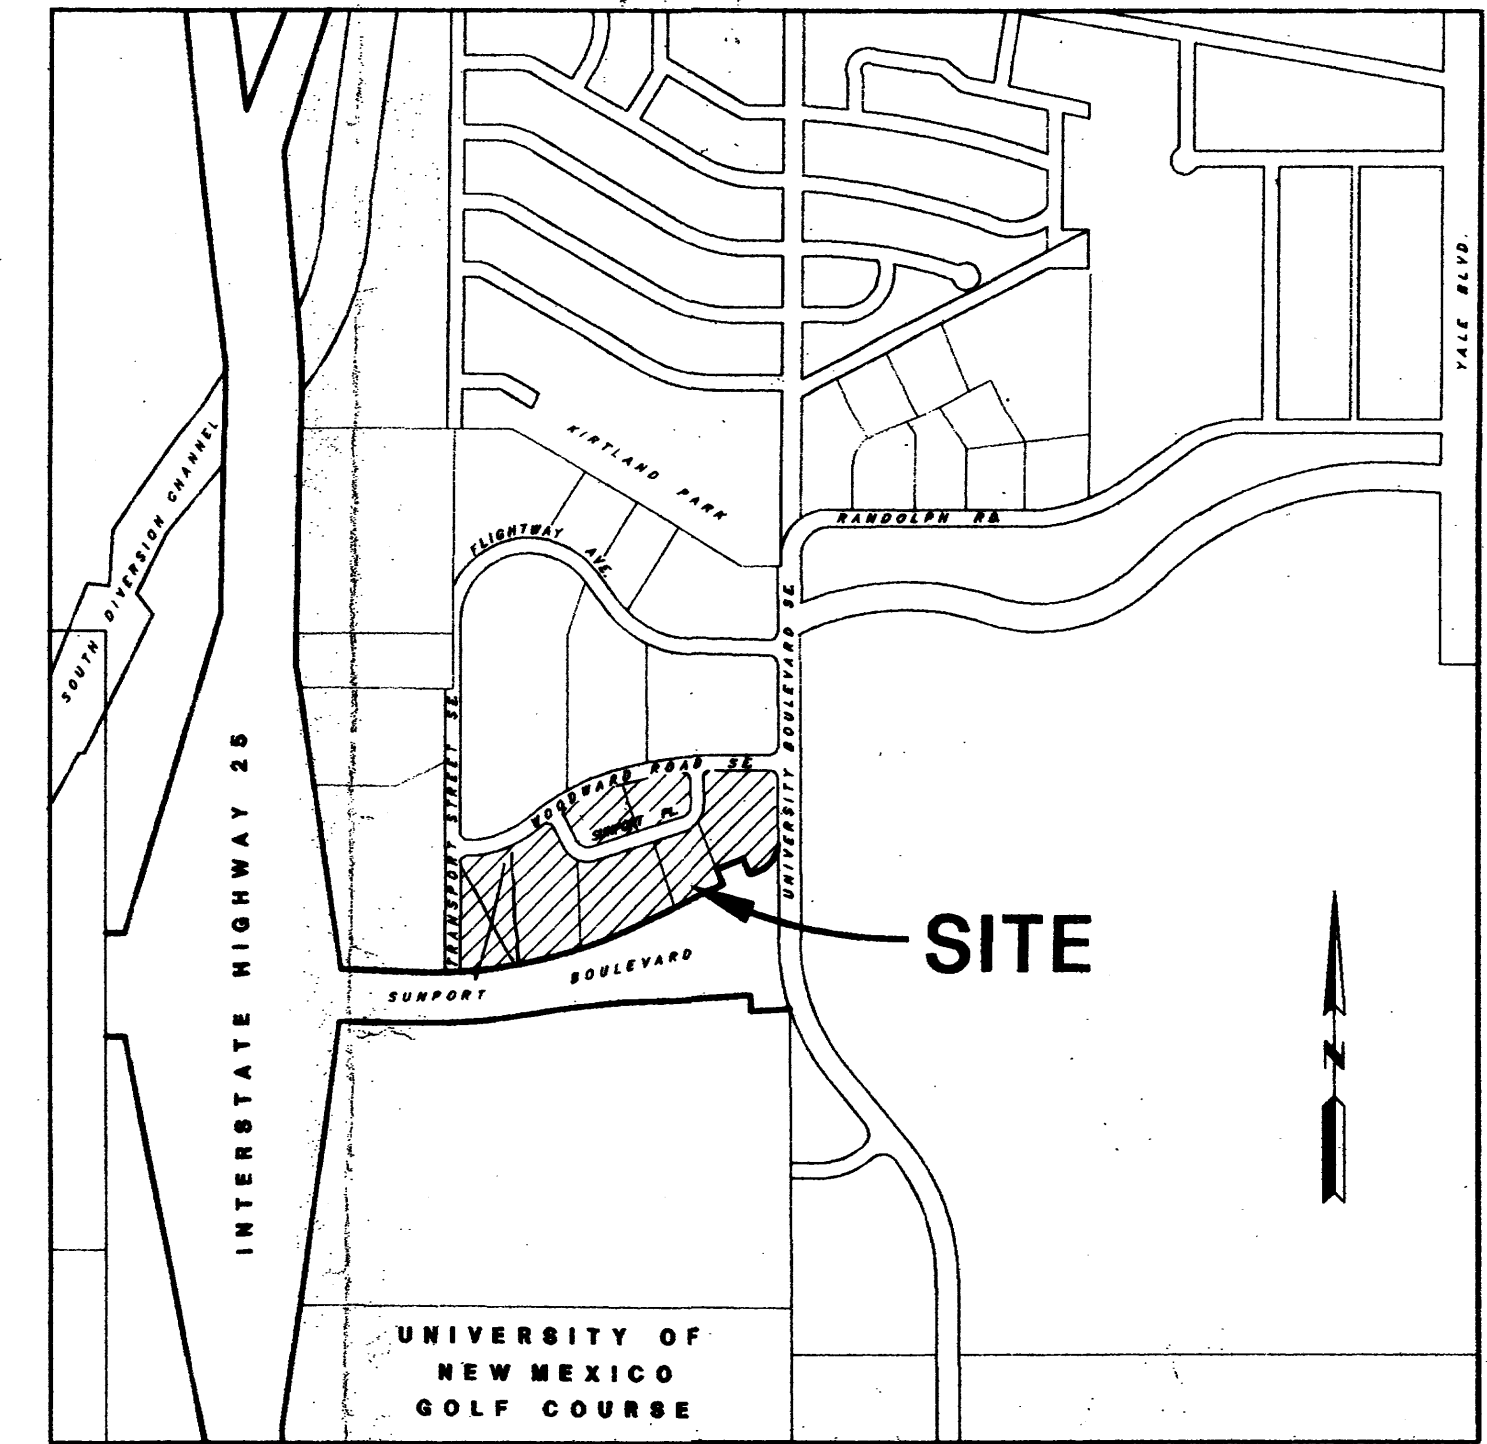 YALE BLVD.
KIRTLAND PARK
SOUTH DIVERSION CHANNEL
FLIGHTWAY AVE.
RANDOLPH RD.
UNIVERSITY BOULEVARD SE
TRANSPORT STREET SE
WOODWARD ROAD SE
SUNPORT PL.
INTERSTATE HIGHWAY 25
SITE
SUNPORT BOULEVARD
N
UNIVERSITY OF
NEW MEXICO
GOLF COURSE